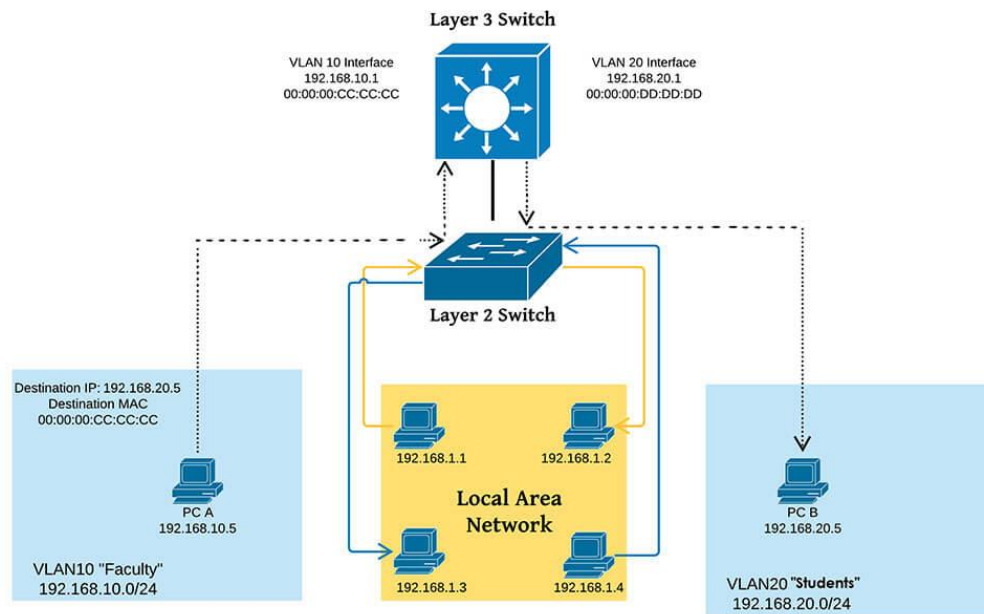 Layer 3 Switch
VLAN 10 Interface
192.168.10.1
00:00:00:CC:CC:CC
VLAN 20 Interface
192.168.20.1
00:00:00:DD:DD:DD
Layer 2 Switch
Destination IP: 192.168.20.5
Destination MAC
00:00:00:CC:CC:CC
PC A
192.168.10.5
VLAN10 "Faculty"
192.168.10.0/24
192.168.1.1
192.168.1.2
Local Area
Network
192.168.1.3
192.168.1.4
PC B
192.168.20.5
VLAN20 "Students"
192.168.20.0/24